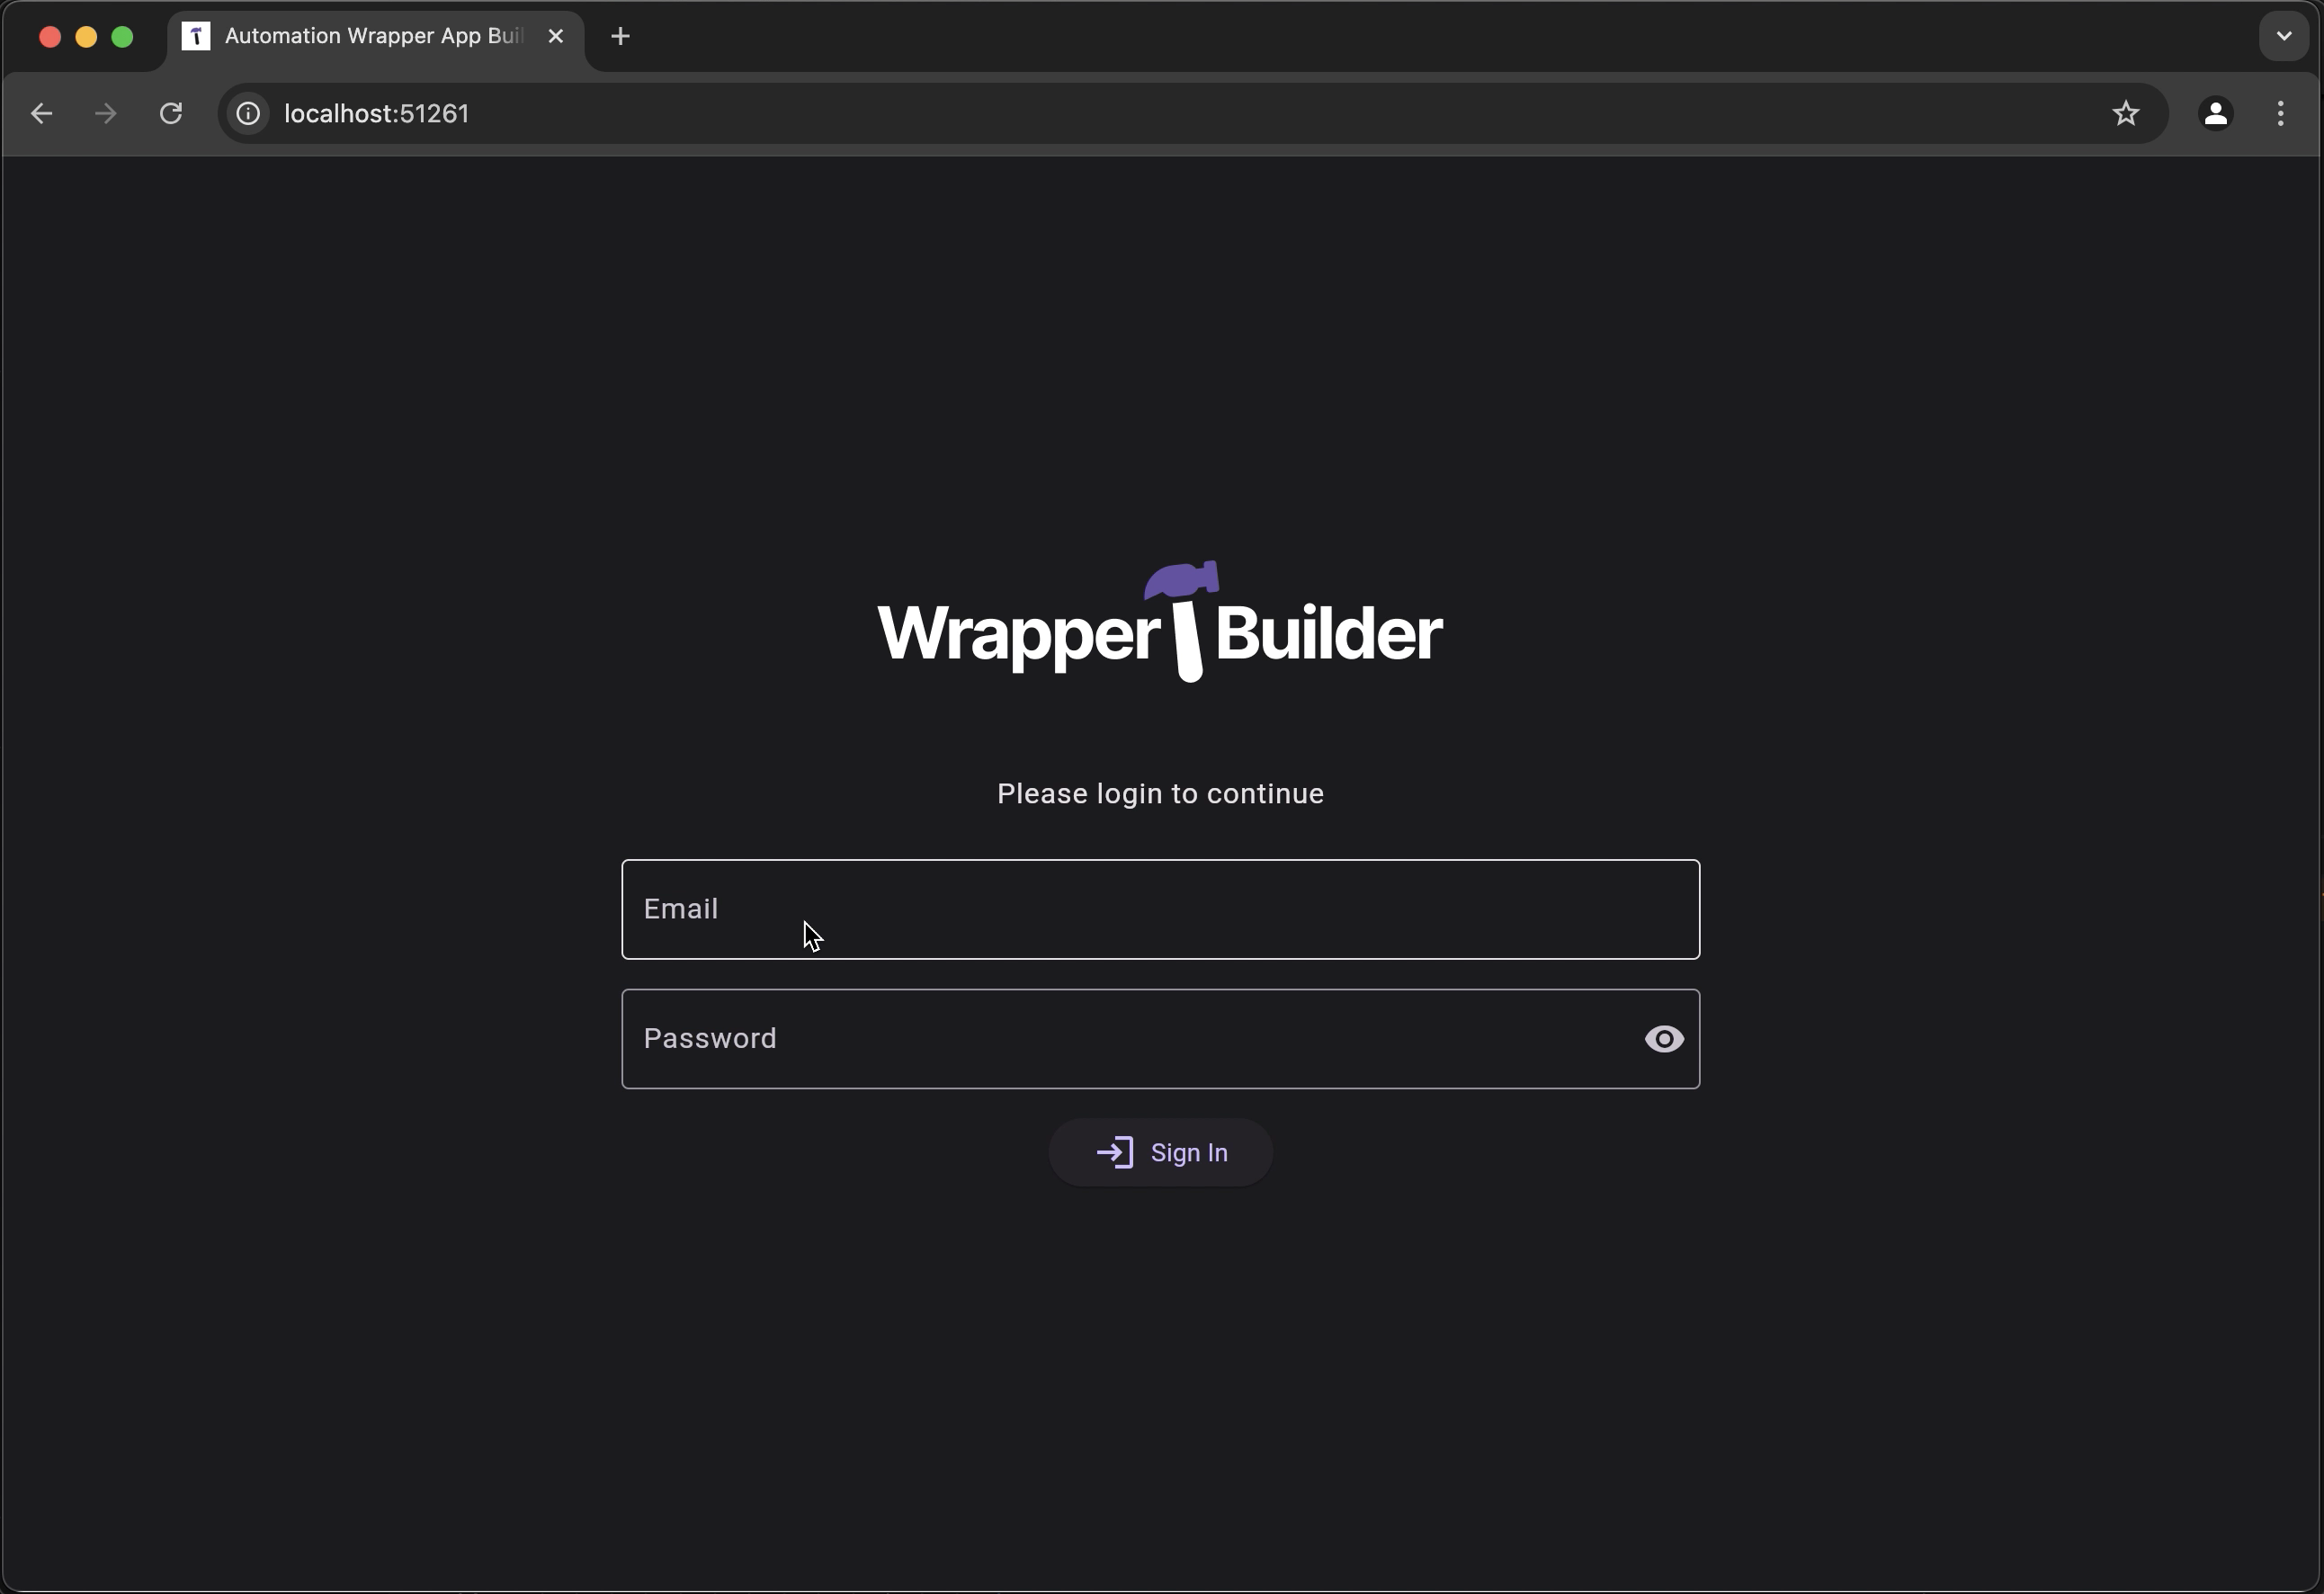 Automation Wrapper App Buil
localhost:51261
Wrapper Builder
Please login to continue
Email
Password
Sign In